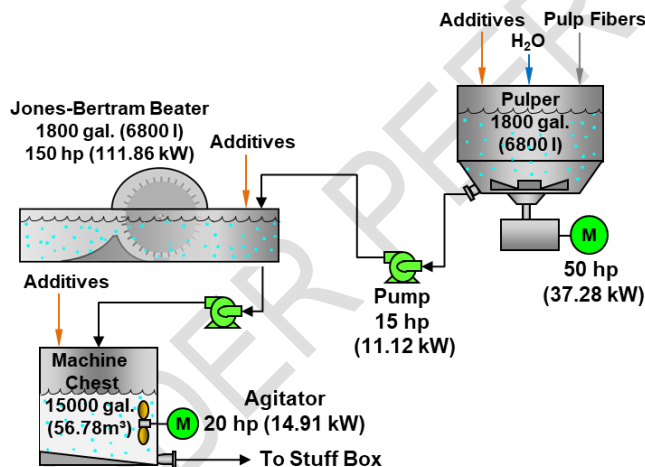 Additives
Pulp Fibers
H₂O
Pulper
1800 gal.
(6800 l)
Jones-Bertram Beater
1800 gal. (6800 l)
150 hp (111.86 kW)
Additives
M
50 hp
(37.28 kW)
Pump
15 hp
(11.12 kW)
Additives
Machine
Chest
15000 gal.
(56.78m³)
Agitator
M
20 hp (14.91 kW)
To Stuff Box